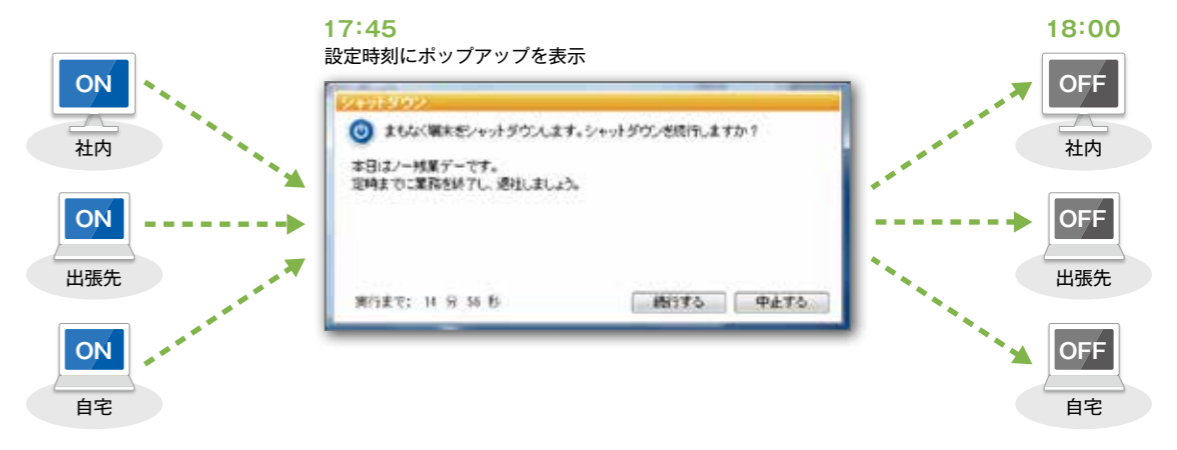 17:45
設定時刻にポップアップを表示
18:00
ON
社内
ON
出張先
ON
自宅
シャットダウン
まもなく端末をシャットダウンします。シャットダウンを続行しますか?
本日はノー残業デーです。
定時までに業務を終了し、退社しましょう。
実行まで: 14 分 56 秒
続行する
中止する
OFF
社内
OFF
出張先
OFF
自宅